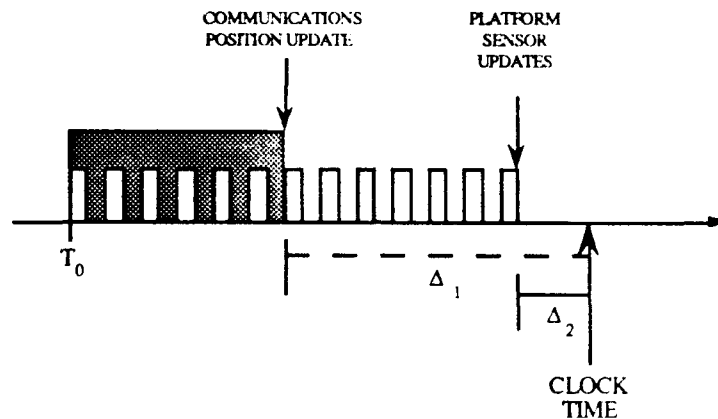 COMMUNICATIONS
POSITION UPDATE
PLATFORM
SENSOR
UPDATES
T0
Δ1
Δ2
CLOCK
TIME